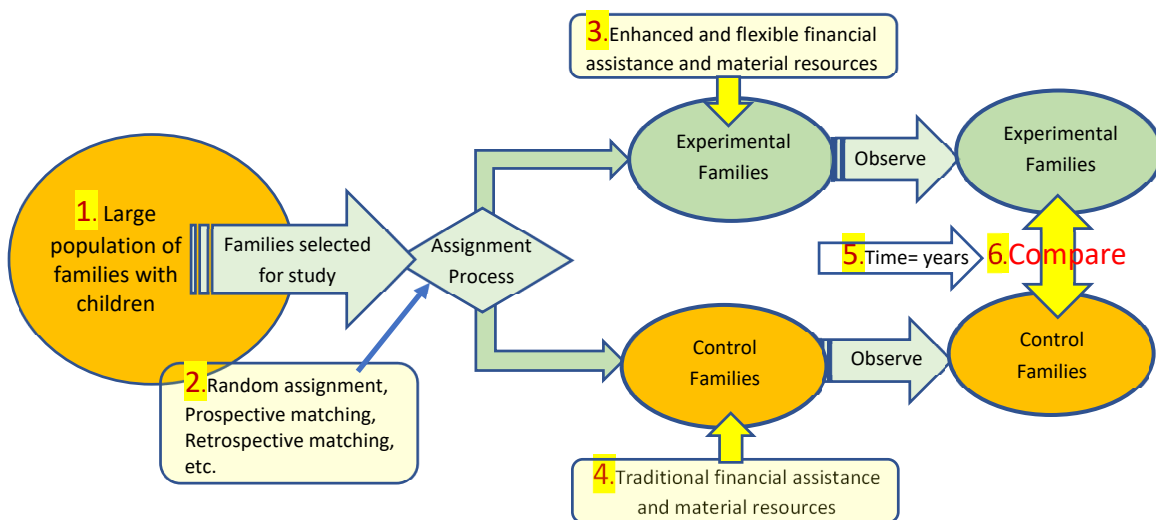 3.Enhanced and flexible financial
assistance and material resources
Experimental
Families
Observe
Experimental
Families
1. Large
population of
families with
children
Families selected
for study
Assignment
Process
5.Time= years
6.Compare
2.Random assignment,
Prospective matching,
Retrospective matching,
etc.
Control
Families
Observe
Control
Families
4.Traditional financial assistance
and material resources